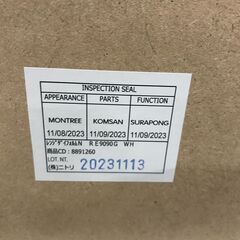 INSPECTION SEAL
APPEARANCE PARTS FUNCTION
MONTREE KOMSAN SURAPONG
11/08/2023 11/09/2023 11/09/2023
RE9090G WH
商品CD : 8891260
LOT.NT.
(株)ニトリ 20231113